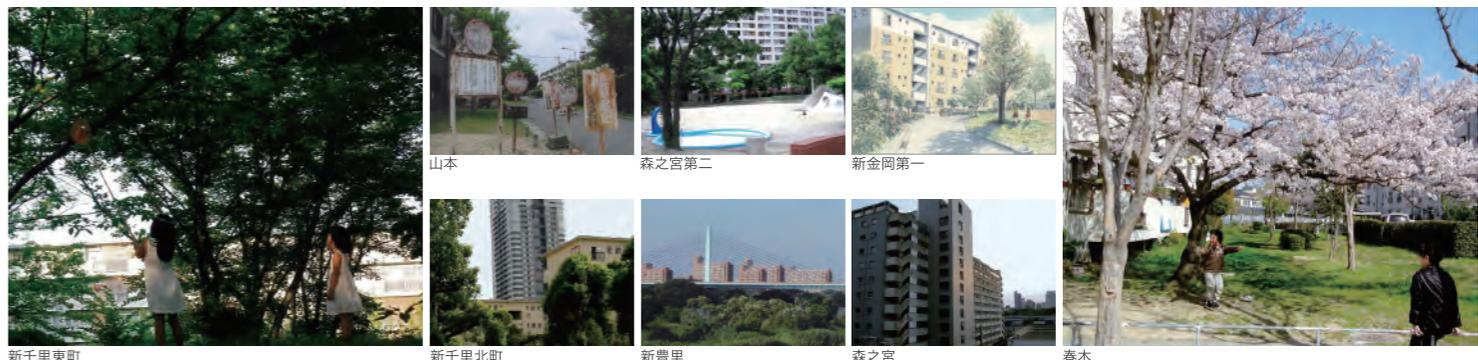 山本
森之宮第二
新金岡第一
新千里東町
新千里北町
新豊里
森之宮
春木